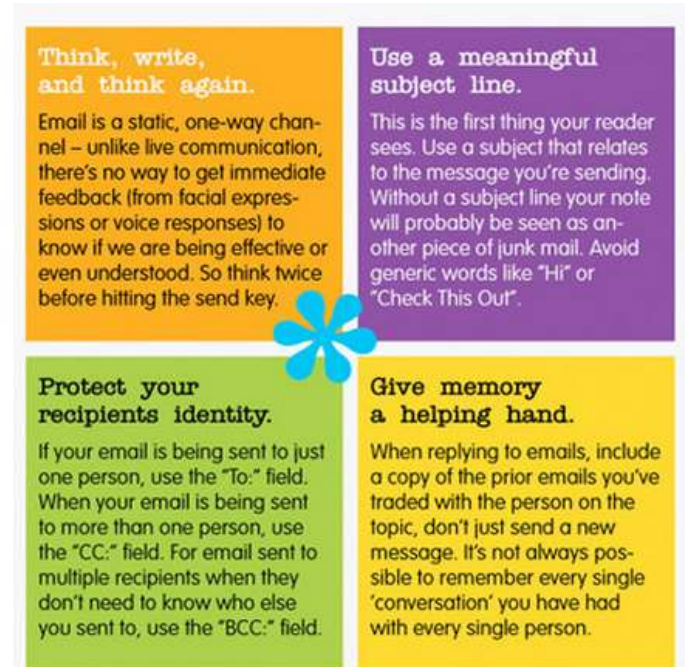 Think, write,
and think again.
Email is a static, one-way chan-
nel – unlike live communication,
there's no way to get immediate
feedback (from facial expres-
sions or voice responses) to
know if we are being effective or
even understood. So think twice
before hitting the send key.
Use a meaningful
subject line.
This is the first thing your reader
sees. Use a subject that relates
to the message you're sending.
Without a subject line your note
will probably be seen as an-
other piece of junk mail. Avoid
generic words like "Hi" or
"Check This Out".
Protect your
recipients identity.
If your email is being sent to just
one person, use the "To:" field.
When your email is being sent
to more than one person, use
the "CC:" field. For email sent to
multiple recipients when they
don't need to know who else
you sent to, use the "BCC:" field.
Give memory
a helping hand.
When replying to emails, include
a copy of the prior emails you've
traded with the person on the
topic, don't just send a new
message. It's not always pos-
sible to remember every single
'conversation' you have had
with every single person.